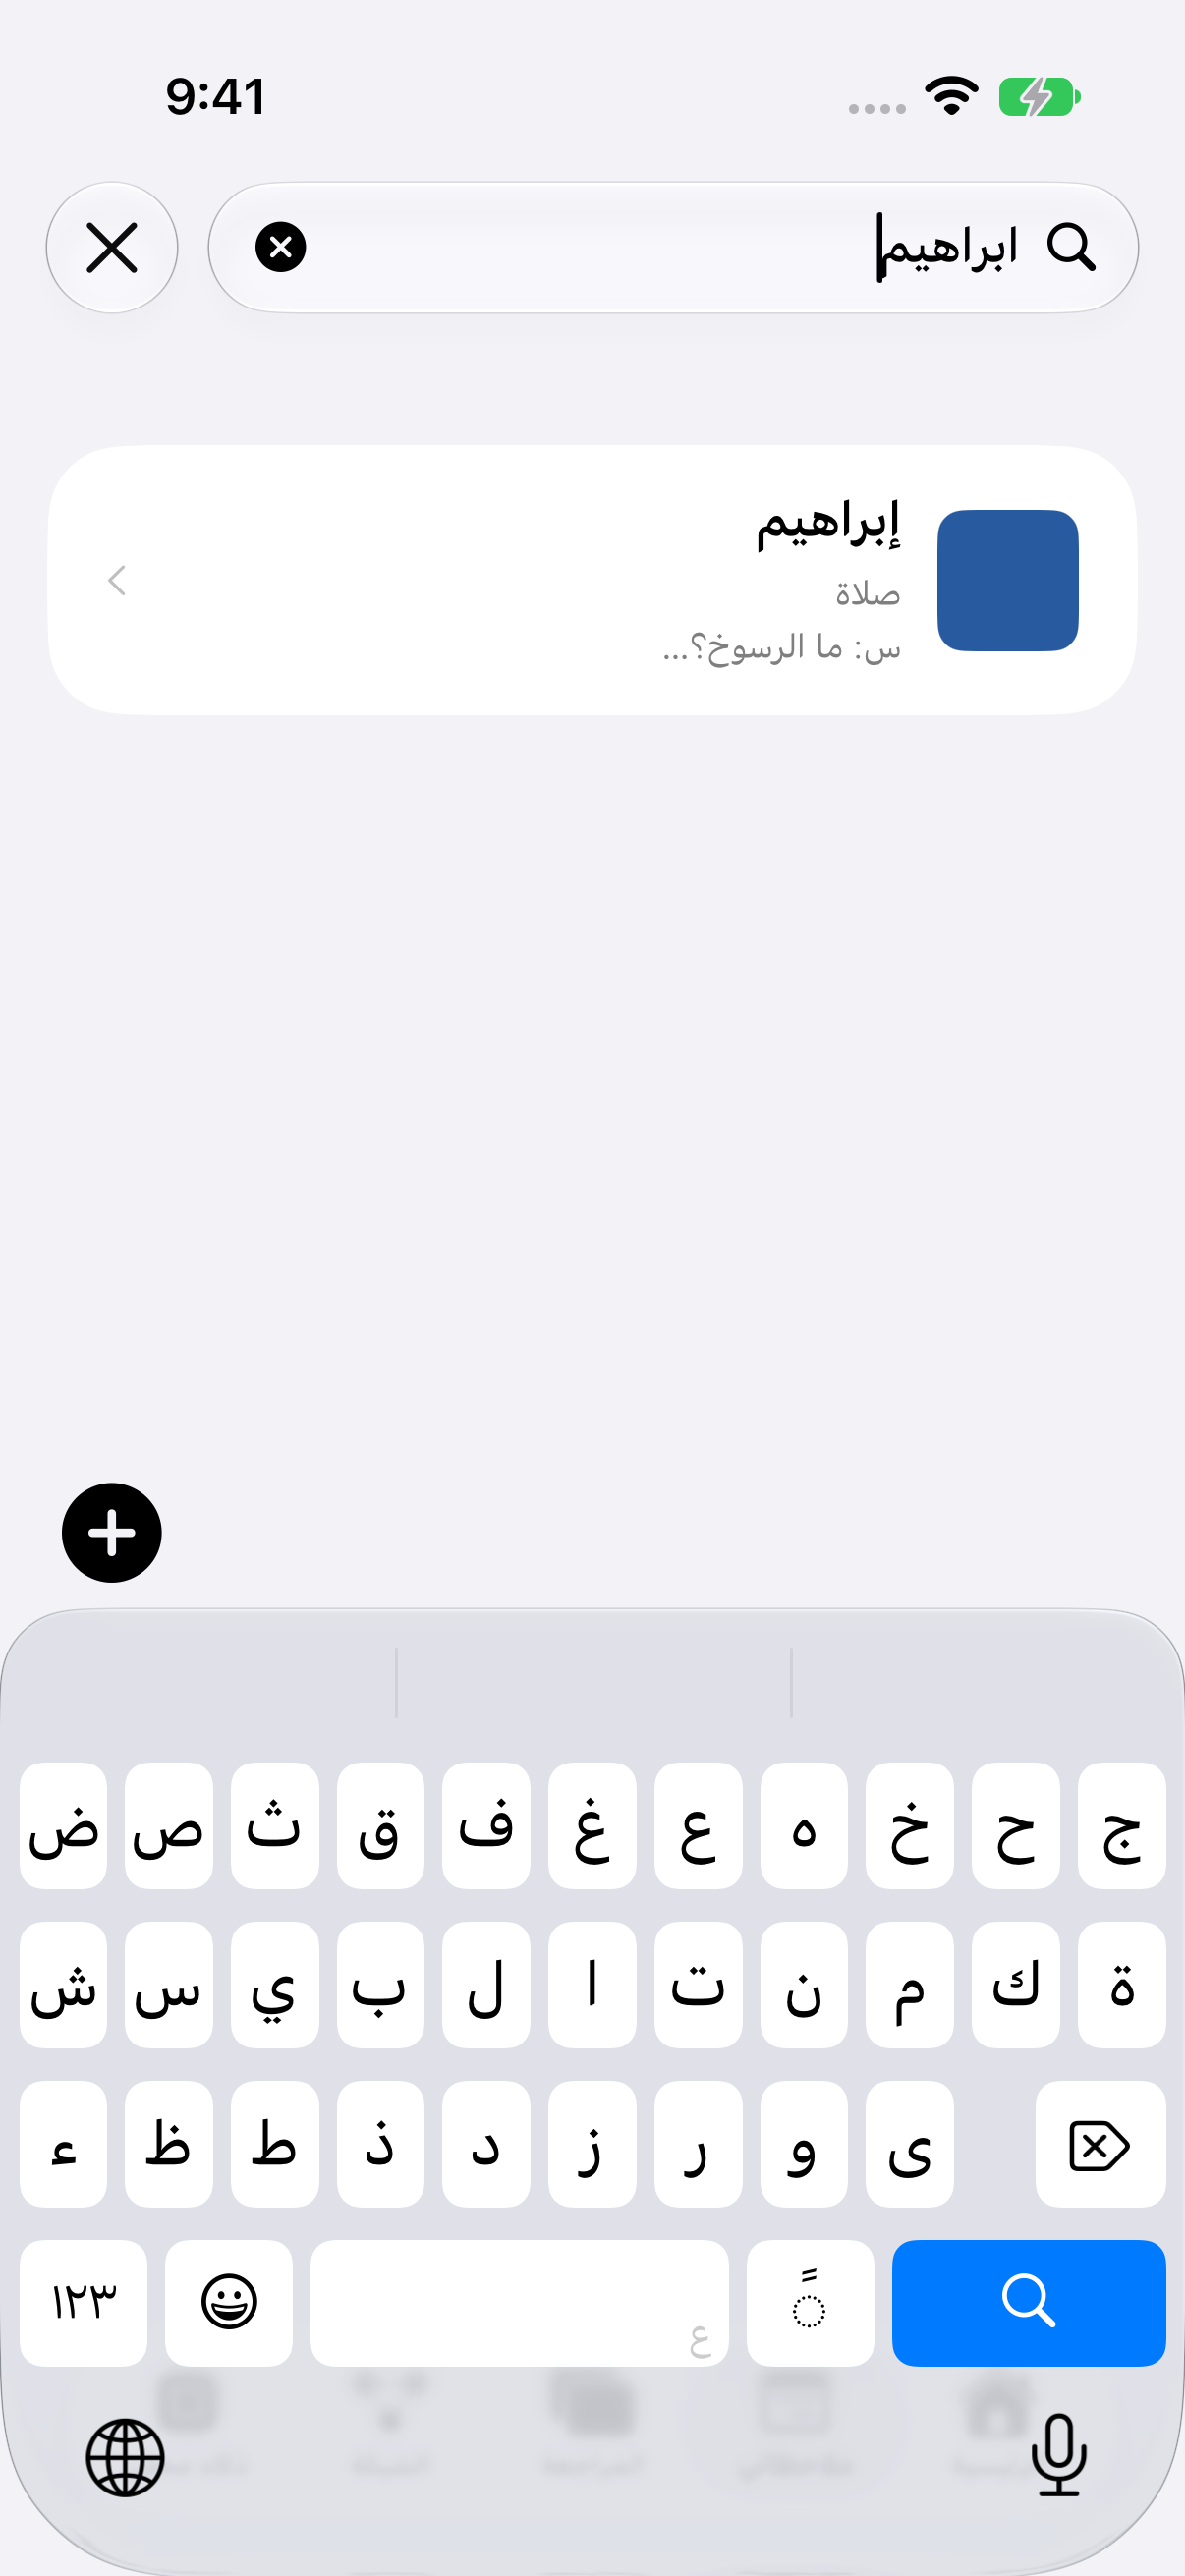 9:41
ابراهيم
إبراهيم
صلاة
س: ما الرسوخ؟...
ض ص ث ق ف غ ع ه خ ح ج
ش س ي ب ل ا ت ن م ك ة
ء ظ ط ذ د ز ر و ى
١٢٣
ع